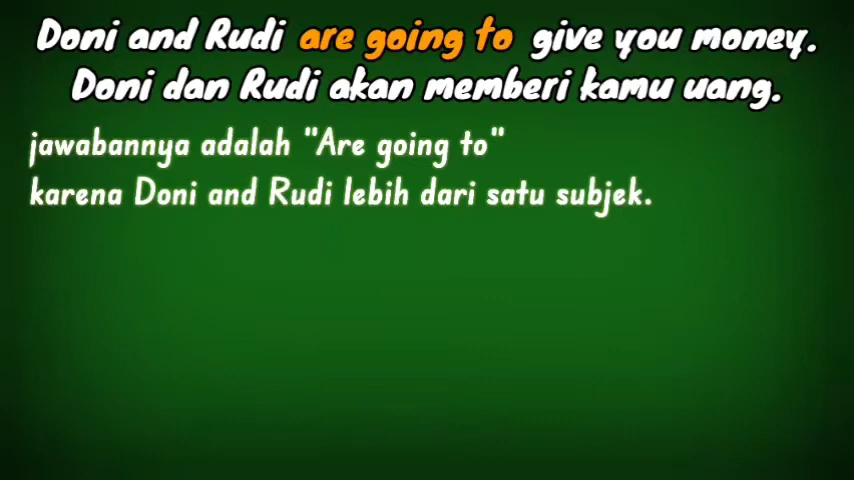 Doni and Rudi are going to give you money.
Doni dan Rudi akan memberi kamu uang.
jawabannya adalah "Are going to"
karena Doni and Rudi lebih dari satu subjek.